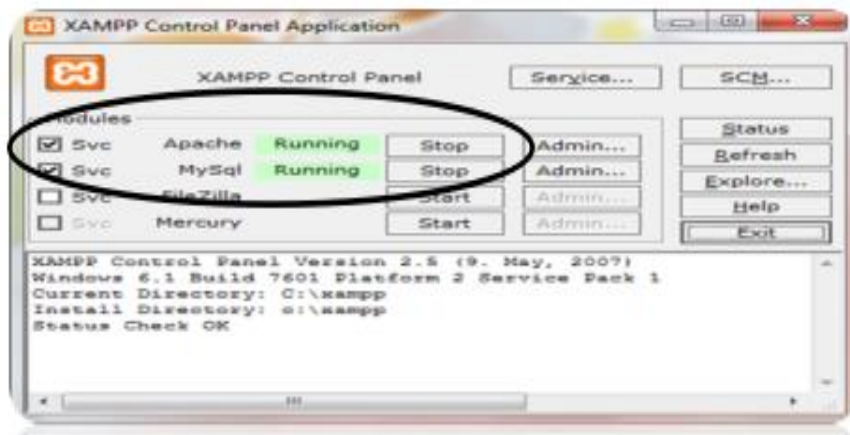 XAMPP Control Panel Application
XAMPP Control Panel Service... SCM...
Modules
Svc Apache Running Stop Admin... Status
Svc MySql Running Stop Admin... Refresh
Svc FileZilla Start Admin... Explore...
Svc Mercury Start Admin... Help
Exit
XAMPP Control Panel Version 2.5 (9. May, 2007)
Windows 6.1 Build 7601 Platform 2 Service Pack 1
Current Directory: C:\xampp
Install Directory: c:\xampp
Status Check OK